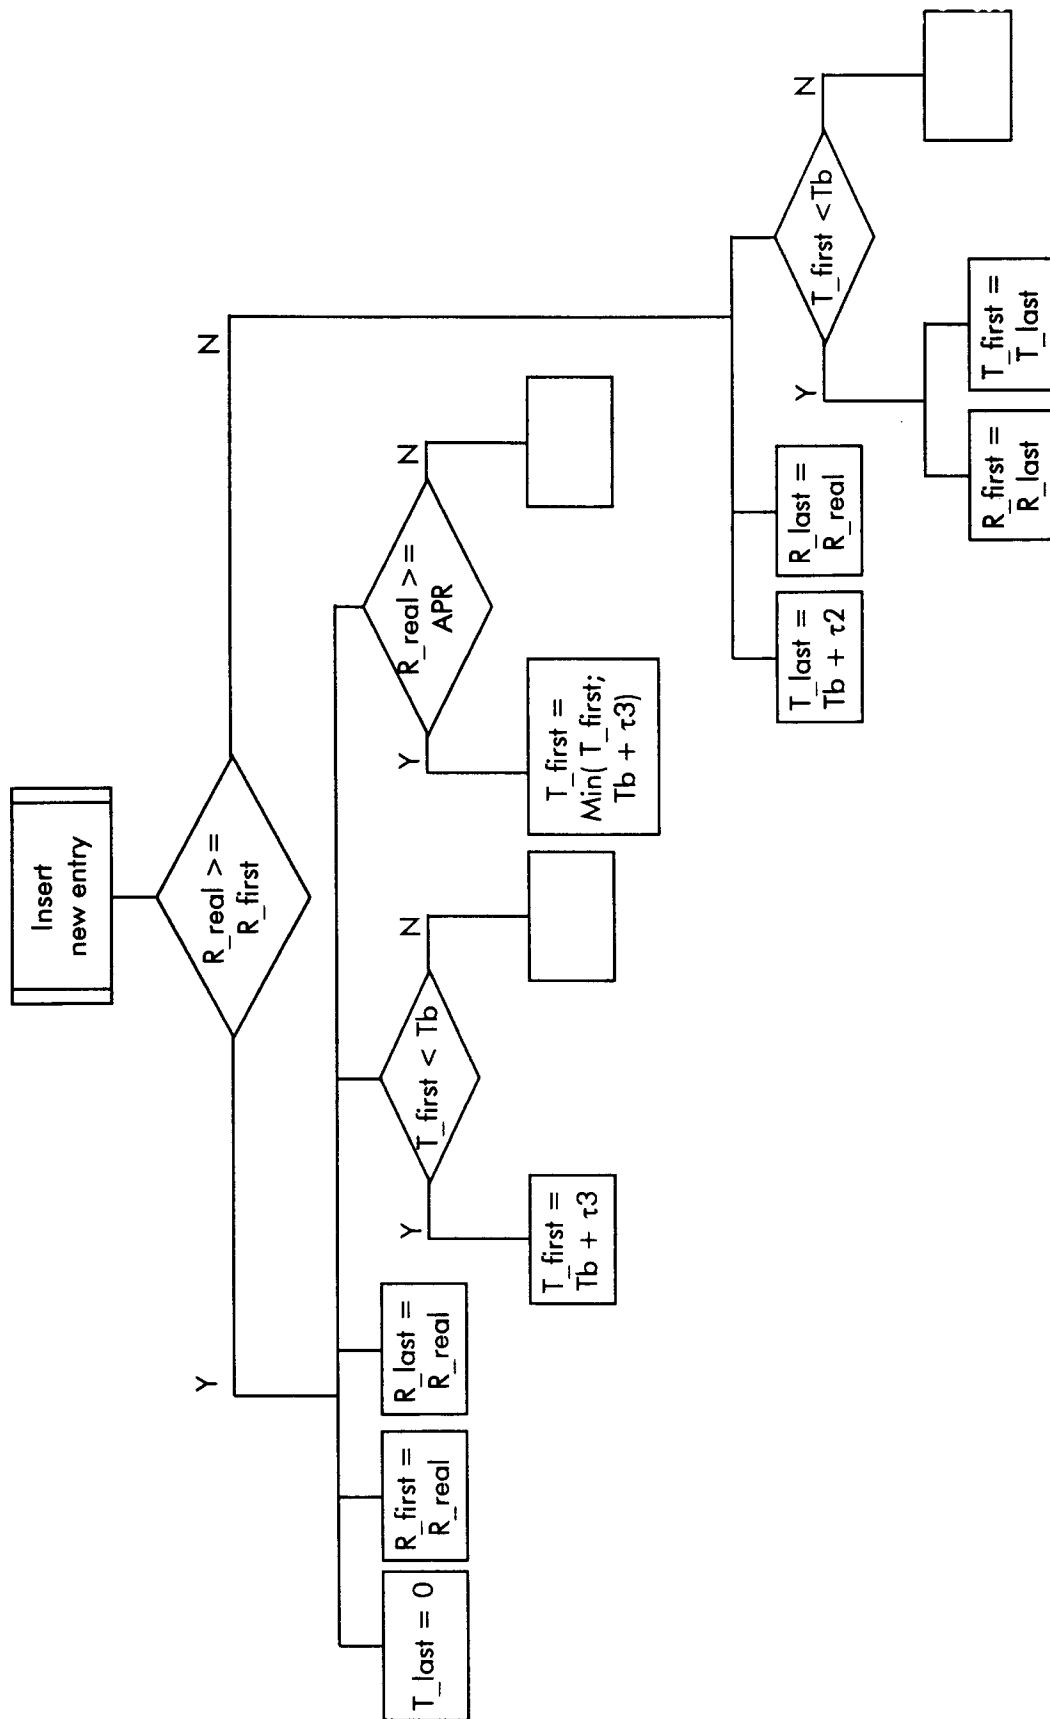 Insert
new entry
R_real >=
R_first
Y
N
T_last = 0
R_first =
R_real
R_last =
R_real
T_first < Tb
Y
N
T_first =
Tb + τ3
R_real >=
APR
Y
N
T_first =
Min( T_first;
Tb + τ3)
T_last =
Tb + τ2
R_last =
R_real
T_first <Tb
Y
N
R_first =
R_last
T_first =
T_last